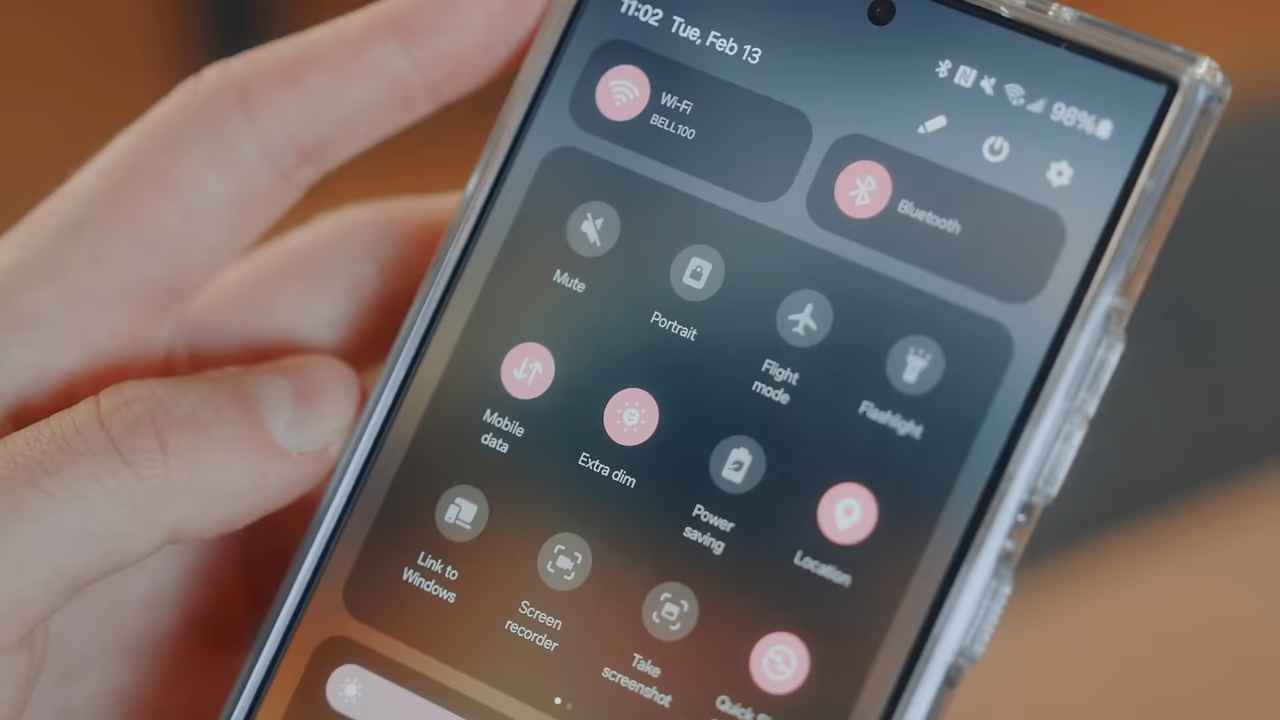 11:02 Tue, Feb 13
98%
Wi-Fi
BELL100
Bluetooth
Mute
Portrait
Flight
mode
Flashlight
Mobile
data
Extra dim
Power
saving
Location
Link to
Windows
Screen
recorder
Take
screenshot
Quick